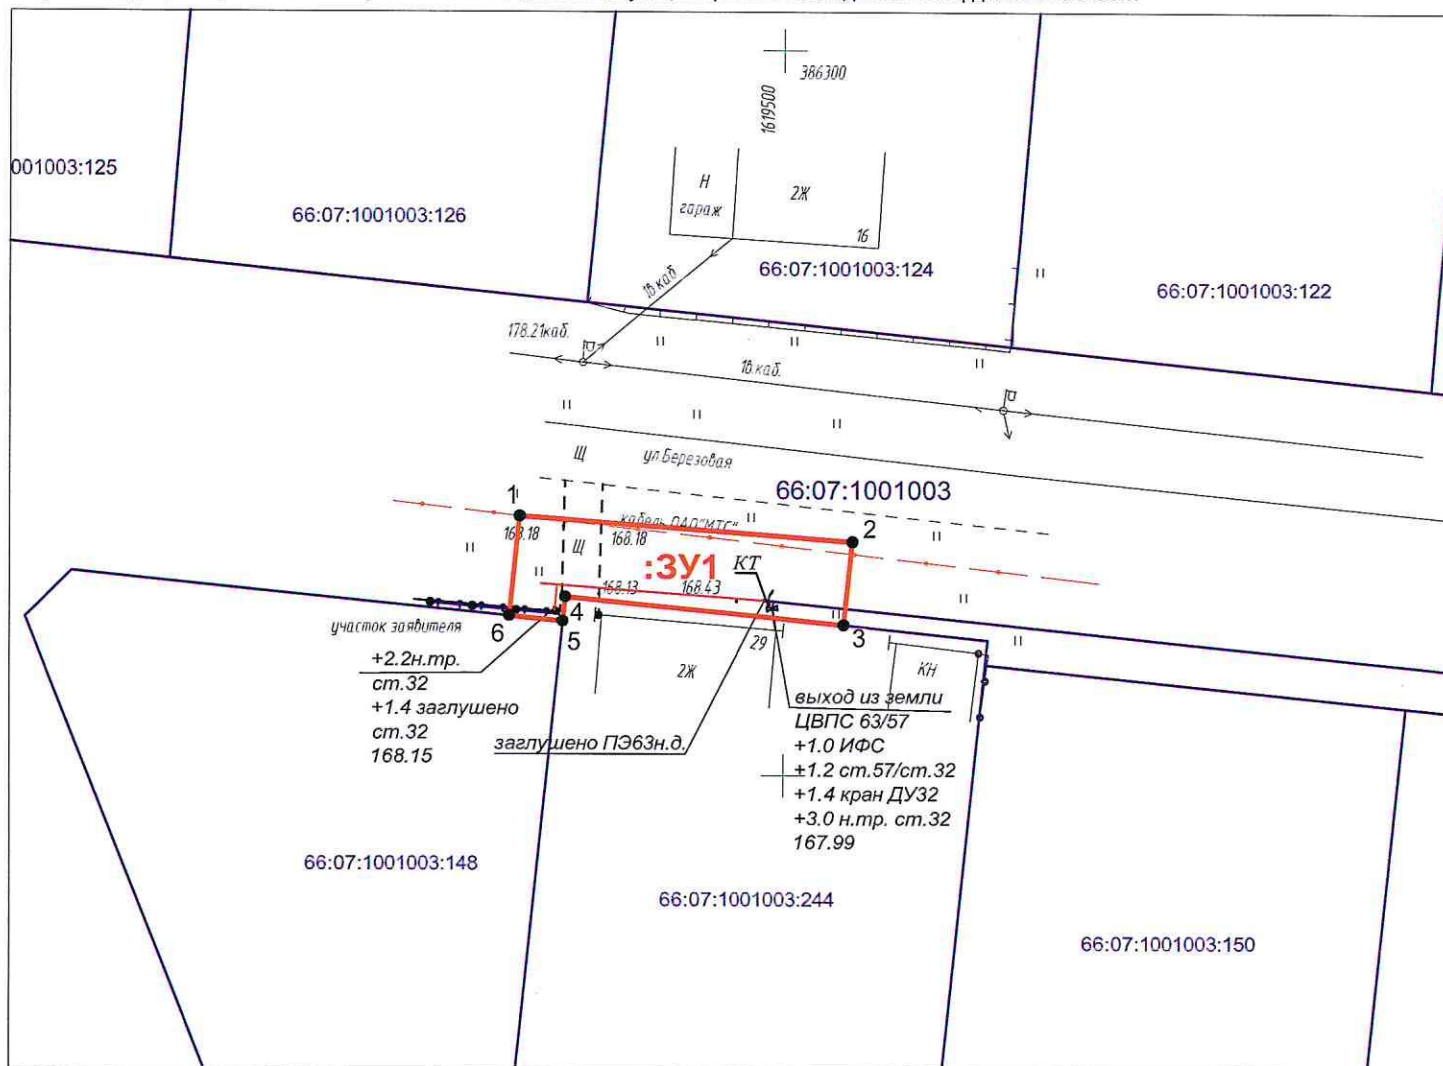 386300
1619500
001003:125
66:07:1001003:126
Н
гараж
2Ж
16
66:07:1001003:124
66:07:1001003:122
1в.каб
178.21каб.
1в.каб.
Щ
ул.Березовая
66:07:1001003
1
кабель ОАО"МТС"
2
168.18
Щ
168.18
:ЗУ1
КТ
168.13
168.43
4
6
5
3
участок заявителя
29
2Ж
КН
+2.2н.тр.
ст.32
+1.4 заглушено
ст.32
168.15
заглушено ПЭ63н.д.
выход из земли
ЦВПС 63/57
+1.0 ИФС
+1.2 ст.57/ст.32
+1.4 кран ДУ32
+3.0 н.тр. ст.32
167.99
66:07:1001003:148
66:07:1001003:244
66:07:1001003:150